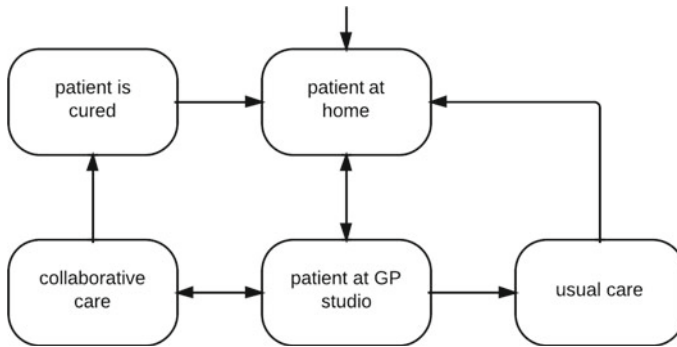 patient is
cured
patient at
home
collaborative
care
patient at GP
studio
usual care